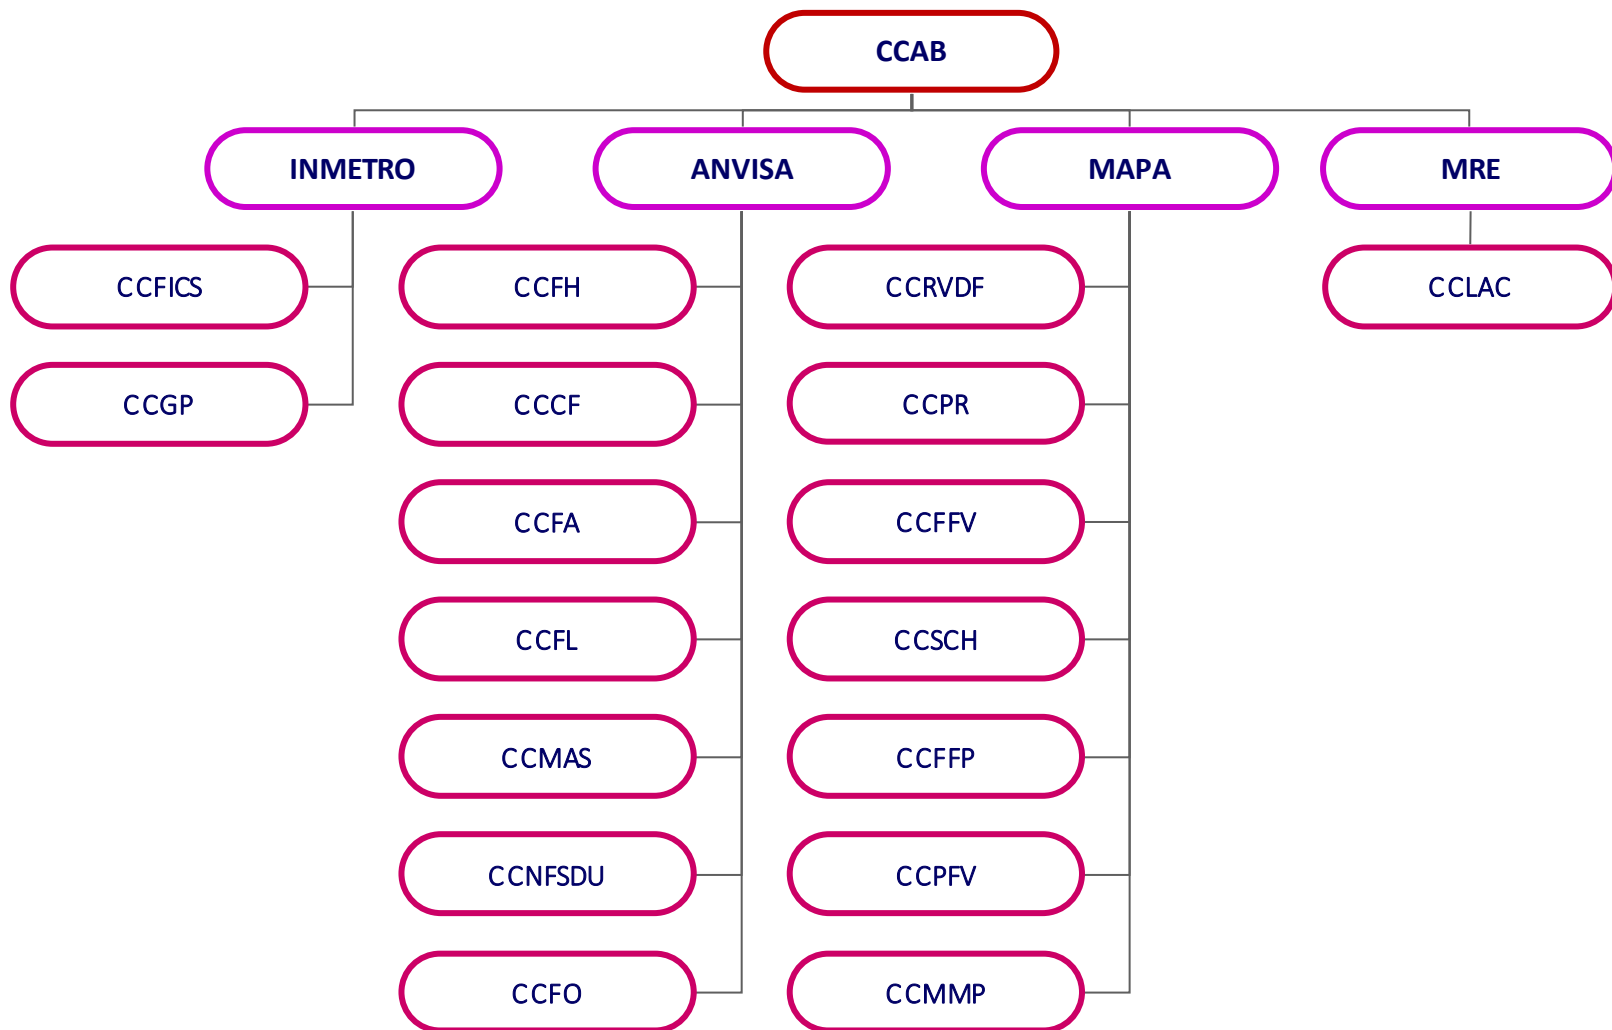 CCAB
INMETRO
ANVISA
MAPA
MRE
CCFICS
CCFH
CCRVDF
CCLAC
CCGP
CCCF
CCPR
CCFA
CCFFV
CCFL
CCSCH
CCMAS
CCFFP
CCNFSDU
CCPFV
CCFO
CCMMP